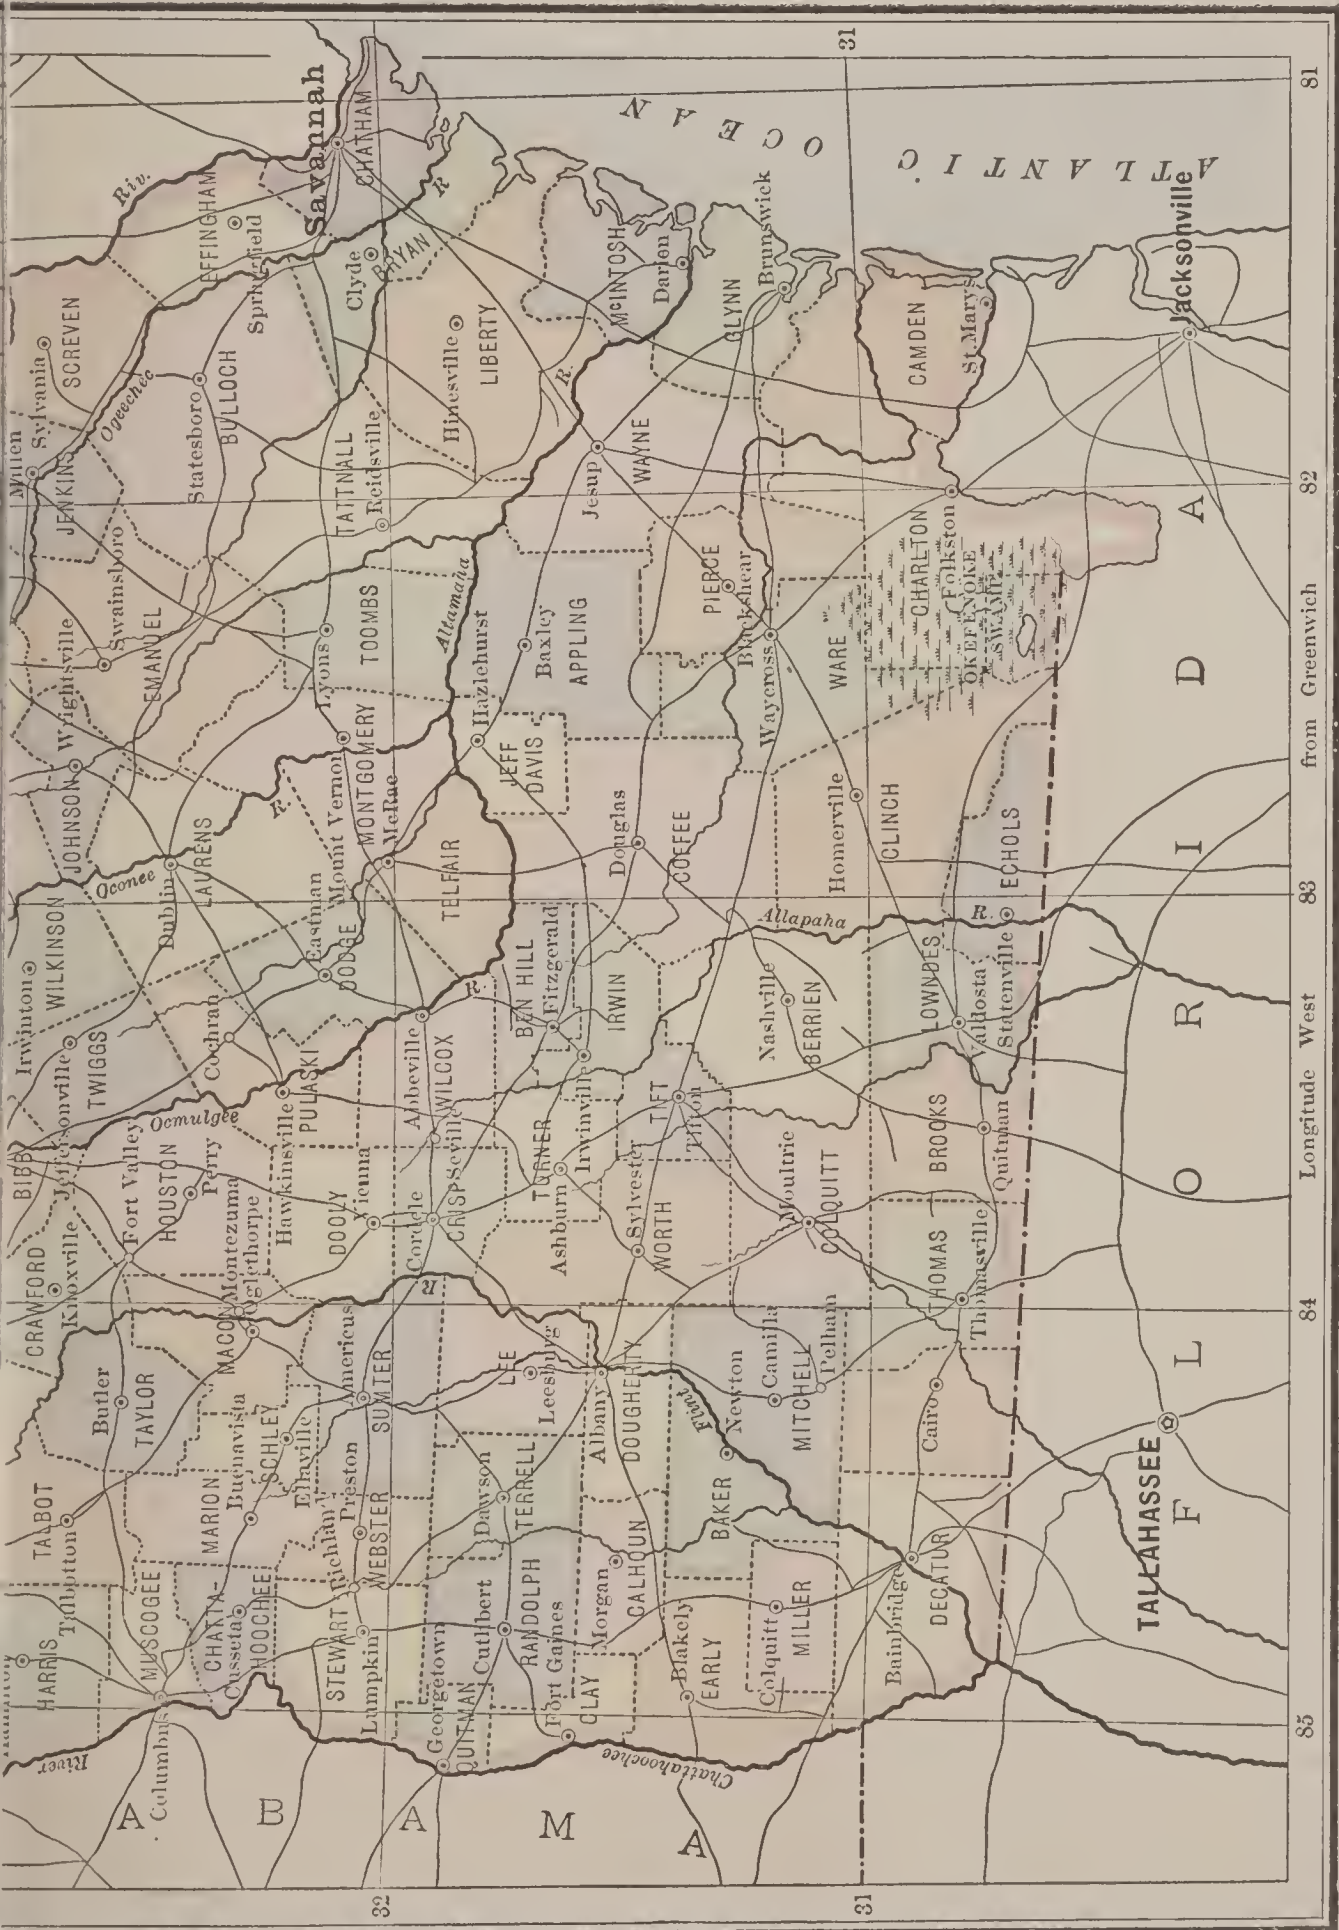 Millen
Sylvania
SCREVEN
JENKINS
Ogeechee
Riv.
EFFINGHAM
Springfield
Savannah
CHATHAM
Statesboro
BULLOCH
Clyde
BRYAN
R
Swainsboro
EMANUEL
Wrightsville
JOHNSON
TATTNALL
Reidsville
Hinesville
LIBERTY
R.
McINTOSH
Darien
Lyons
TOOMBS
Altamaha
Mount Vernon
MONTGOMERY
R.
Oconee
Dublin
LAURENS
WILKINSON
Irwinton
Jeffersonville
TWIGGS
BIBB
CRAWFORD
Knoxville
Fort Valley
HOUSTON
Perry
Ocmulgee
Cochran
Hawkinsville
PULASKI
Eastman
DODGE
McRae
TELFAIR
Hazlehurst
JEFF DAVIS
Baxley
APPLING
Jesup
WAYNE
GLYNN
Brunswick
PIERCE
Blackshear
Waycross
WARE
CAMDEN
St. Marys
CHARLTON
Folkston
OKEFENOKE
SWAMP
Douglas
COFFEE
Homerville
CLINCH
ECHOLS
Statenville
R.
Allapaha
LOWNDES
Valdosta
Nashville
BERRIEN
Fitzgerald
BEN HILL
IRWIN
Irwinville
R.
Abbeville
WILCOX
Seville
CRISP
Cordele
Vienna
DOOLY
TURNER
Ashburn
TIFT
Tifton
Sylvester
WORTH
Moultrie
COLQUITT
BROOKS
Quitman
THOMAS
Thomasville
Montezuma
Oglethorpe
MACON
R
Butler
TAYLOR
TALBOT
Talbotton
MARION
Buenavista
SCHLEY
Ellaville
Americus
SUMTER
LEE
Leesburg
Albany
DOUGHERTY
Flint
Newton
Camilla
MITCHELL
Pelham
BAKER
Cairo
HARRIS
MUSCOGEE
Columbus
River
CHATTA-
HOOCHEE
Cusseta
Richland
Preston
WEBSTER
STEWART
Lumpkin
Dawson
TERRELL
Georgetown
QUITMAN
Cuthbert
RANDOLPH
Fort Gaines
CLAY
Morgan
CALHOUN
Blakely
EARLY
Colquitt
MILLER
Bainbridge
DECATUR
Chattahoochee
A
B
A
M
A
TALLAHASSEE
Jacksonville
F L O R I D A
ATLANTIC OCEAN
81
82
83
84
85
Longitude West from Greenwich
31
31
32